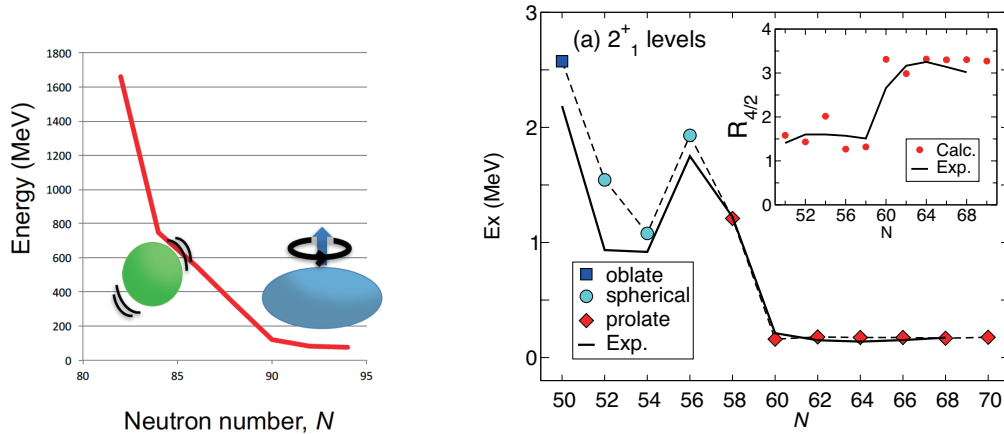 Energy (MeV)
1800
1600
1400
1200
1000
800
600
400
200
0
80
85
90
95
Neutron number, N
(a) 2⁺₁ levels
Ex (MeV)
3
2
1
0
50 52 54 56 58 60 62 64 66 68 70
N
oblate
spherical
prolate
Exp.
R4/2
4
3
2
1
0
52 56 60 64 68
N
Calc.
Exp.